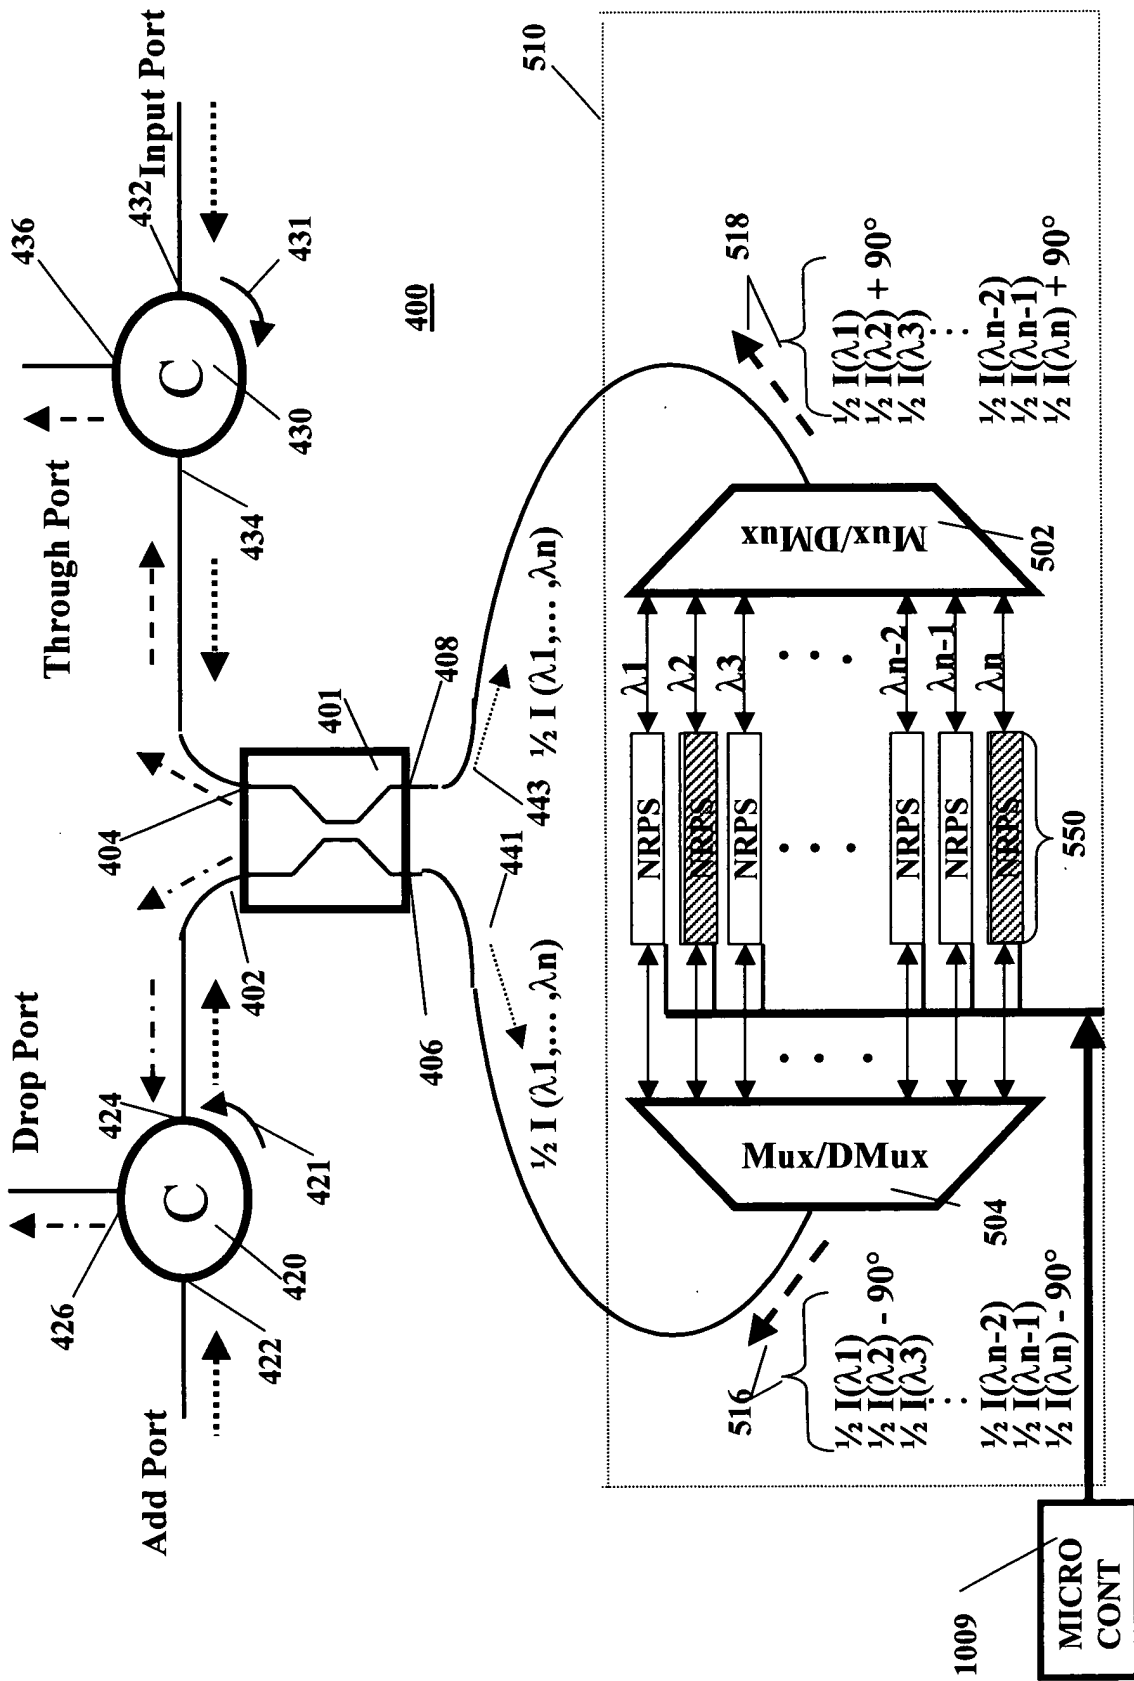 Add Port
Drop Port
Through Port
Input Port
426
424
436
432
C
C
422
420
421
402
404
434
430
431
400
401
406
408
441
443
½ I (λ1,… ,λn)
½ I (λ1,… ,λn)
510
516
½ I(λ1)
½ I(λ2) - 90°
½ I(λ3)
...
½ I(λn-2)
½ I(λn-1)
½ I(λn) - 90°
518
½ I(λ1)
½ I(λ2) + 90°
½ I(λ3)
...
½ I(λn-2)
½ I(λn-1)
½ I(λn) + 90°
Mux/DMux
504
Mux/DMux
502
NRPS
λ1
NRPS
λ2
NRPS
λ3
. . .
. . .
. . .
NRPS
λn-2
NRPS
λn-1
NRPS
λn
550
1009
MICRO
CONT